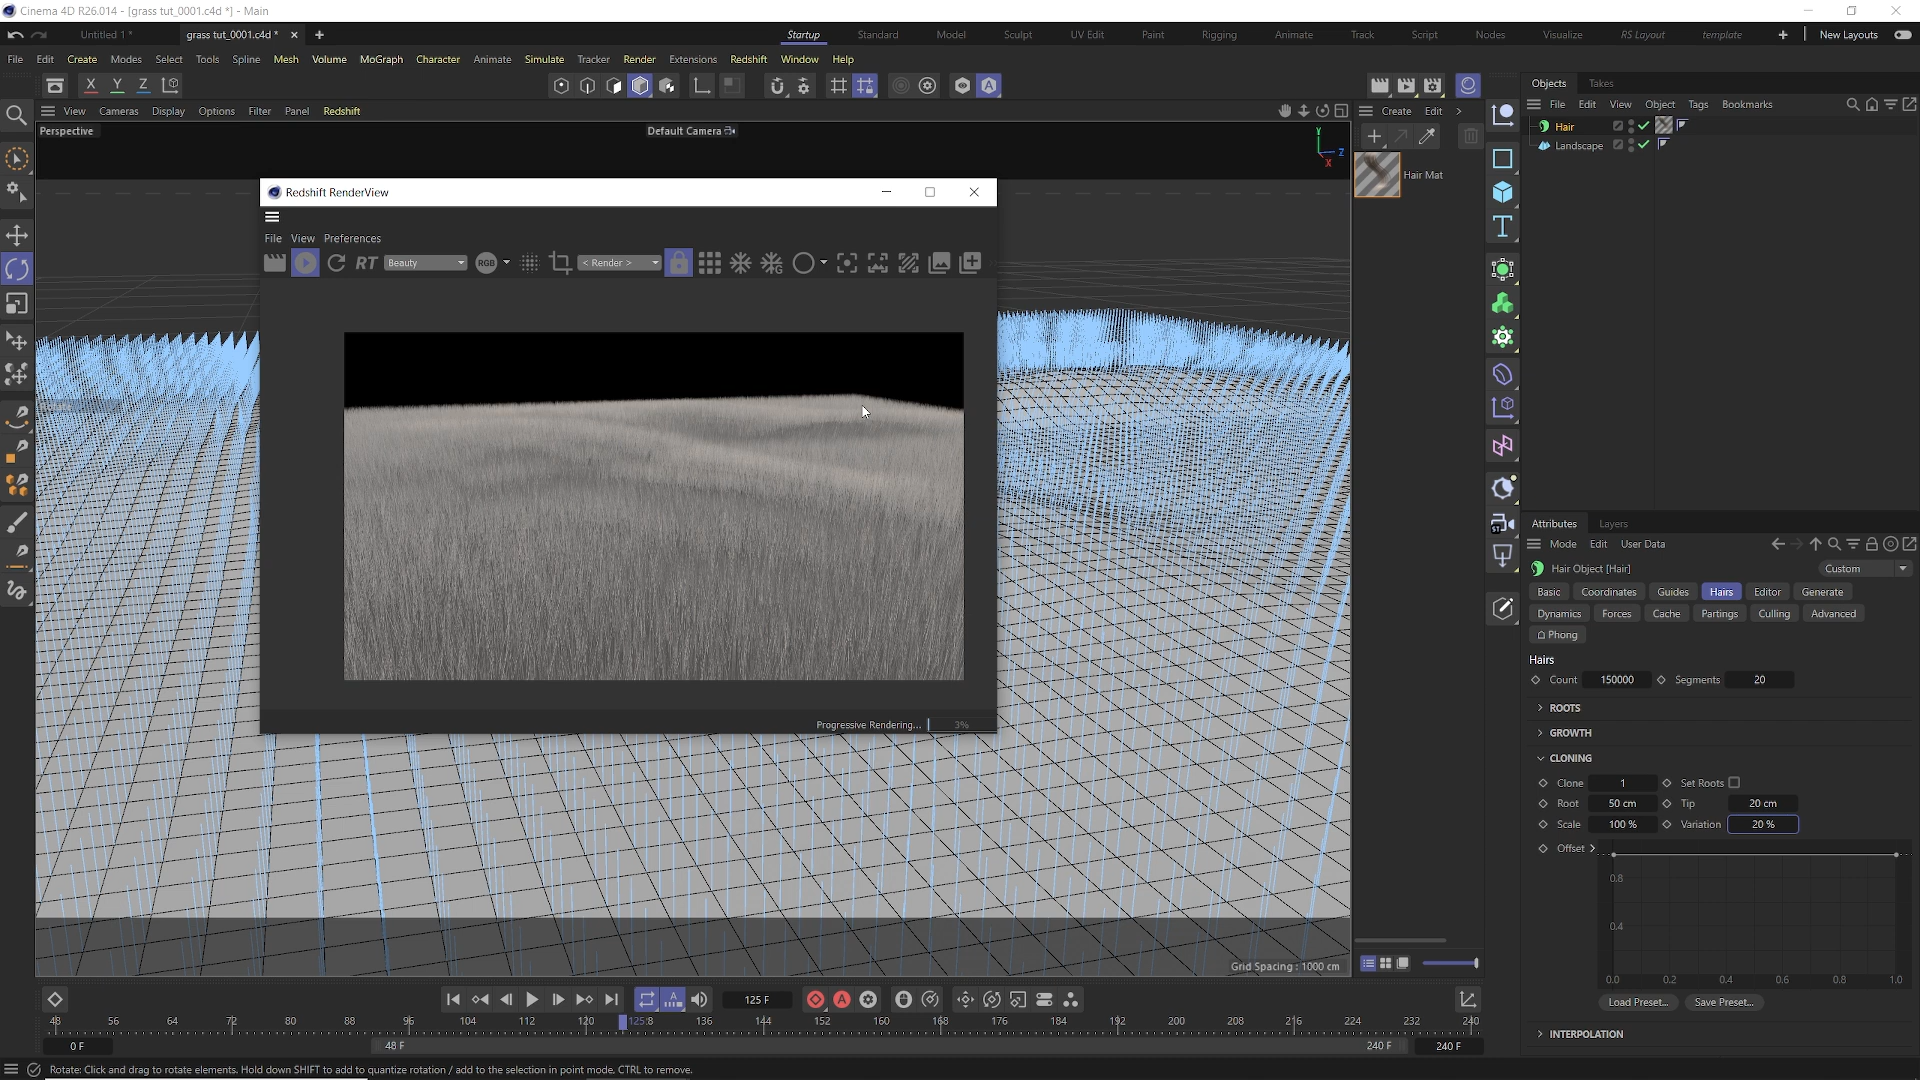 Cinema 4D R26.014 - [grass tut_0001.c4d *] - Main
Untitled 1 * grass tut_0001.c4d * Startup Standard Model Sculpt UV Edit Paint Rigging Animate Track Script Nodes Visualize RS Layout template New Layouts
File Edit Create Modes Select Tools Spline Mesh Volume MoGraph Character Animate Simulate Tracker Render Extensions Redshift Window Help
X Y Z
Objects Takes
View Cameras Display Options Filter Panel Redshift
Create Edit
File Edit View Object Tags Bookmarks
Perspective
Default Camera
Y
Z
X
Hair
Landscape
Hair Mat
Redshift RenderView
File View Preferences
RT Beauty RGB < Render >
Progressive Rendering... 3%
Grid Spacing : 1000 cm
Attributes Layers
Mode Edit User Data
Hair Object [Hair] Custom
Basic Coordinates Guides Hairs Editor Generate
Dynamics Forces Cache Partings Culling Advanced
Phong
Hairs
Count 150000 Segments 20
ROOTS
GROWTH
CLONING
Clone 1 Set Roots
Root 50 cm Tip 20 cm
Scale 100 % Variation 20 %
Offset
0.8
0.4
0.0 0.2 0.4 0.6 0.8 1.0
Load Preset... Save Preset...
INTERPOLATION
125 F
48 56 64 72 80 88 96 104 112 120 1258 136 144 152 160 168 176 184 192 200 208 216 224 232 240
0 F 48 F 240 F 240 F
Rotate: Click and drag to rotate elements. Hold down SHIFT to add to quantize rotation / add to the selection in point mode, CTRL to remove.